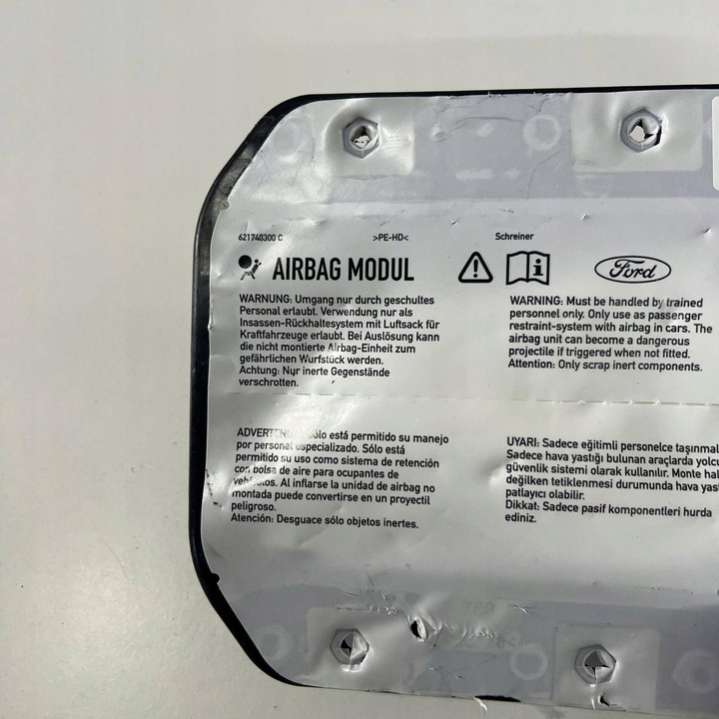 621740300 C
>PE-HD<
Schreiner
AIRBAG MODUL
Ford
WARNUNG: Umgang nur durch geschultes
Personal erlaubt. Verwendung nur als
Insassen-Rückhaltesystem mit Luftsack für
Kraftfahrzeuge erlaubt. Bei Auslösung kann
die nicht montierte Airbag-Einheit zum
gefährlichen Wurfstück werden.
Achtung: Nur inerte Gegenstände
verschrotten.
WARNING: Must be handled by trained
personnel only. Only use as passenger
restraint-system with airbag in cars. The
airbag unit can become a dangerous
projectile if triggered when not fitted.
Attention: Only scrap inert components.
Sólo está permitido su manejo
por personal especializado. Sólo está
permitido su uso como sistema de retención
con bolsa de aire para ocupantes de
vehículos. Al inflarse la unidad de airbag no
montada puede convertirse en un proyectil
peligroso.
Atención: Desguace sólo objetos inertes.
UYARI: Sadece eğitimli personelce taşınmal
Sadece hava yastığı bulunan araçlarda yolcu
güvenlik sistemi olarak kullanılır. Monte hal
değilken tetiklenmesi durumunda hava yast
patlayıcı olabilir.
Dikkat: Sadece pasif komponentleri hurda
ediniz.